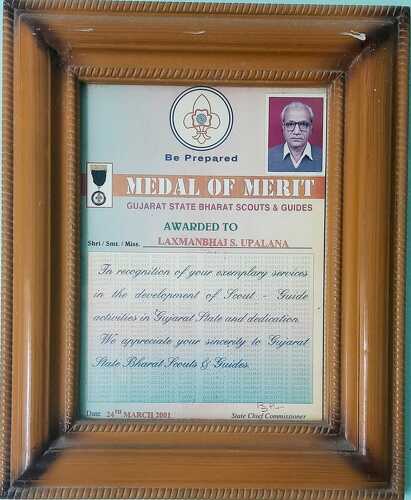 Be Prepared
MEDAL OF MERIT
GUJARAT STATE BHARAT SCOUTS & GUIDES
AWARDED TO
Shri / Smt. / Miss. LAXMANBHAI S. UPALANA
In recognition of your exemplary services
in the development of Scout - Guide
activities in Gujarat State and dedication.
We appreciate your sincerity to Gujarat
State Bharat Scouts & Guides.
Date 24TH MARCH 2001 State Chief Commissioner